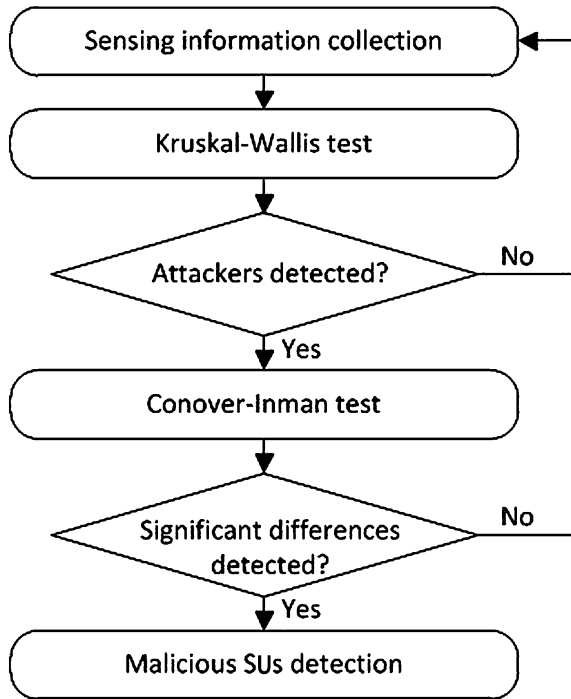 Sensing information collection
Kruskal-Wallis test
Attackers detected?
No
Yes
Conover-Inman test
Significant differences
detected?
No
Yes
Malicious SUs detection